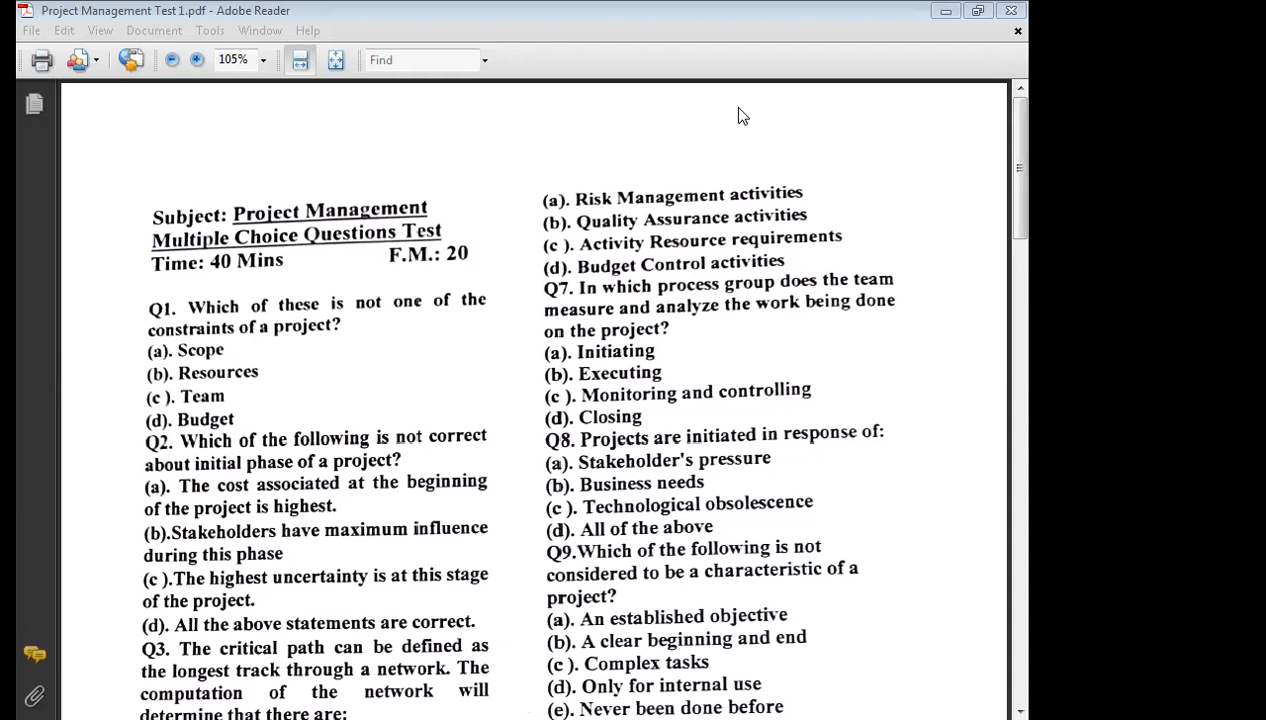 Project Management Test 1.pdf - Adobe Reader
File Edit View Document Tools Window Help
105%
Find
Subject: Project Management
Multiple Choice Questions Test
Time: 40 Mins F.M.: 20
Q1. Which of these is not one of the
constraints of a project?
(a). Scope
(b). Resources
(c ). Team
(d). Budget
Q2. Which of the following is not correct
about initial phase of a project?
(a). The cost associated at the beginning
of the project is highest.
(b).Stakeholders have maximum influence
during this phase
(c ).The highest uncertainty is at this stage
of the project.
(d). All the above statements are correct.
Q3. The critical path can be defined as
the longest track through a network. The
computation of the network will
determine that there are:
(a). Risk Management activities
(b). Quality Assurance activities
(c ). Activity Resource requirements
(d). Budget Control activities
Q7. In which process group does the team
measure and analyze the work being done
on the project?
(a). Initiating
(b). Executing
(c ). Monitoring and controlling
(d). Closing
Q8. Projects are initiated in response of:
(a). Stakeholder's pressure
(b). Business needs
(c ). Technological obsolescence
(d). All of the above
Q9.Which of the following is not
considered to be a characteristic of a
project?
(a). An established objective
(b). A clear beginning and end
(c ). Complex tasks
(d). Only for internal use
(e). Never been done before